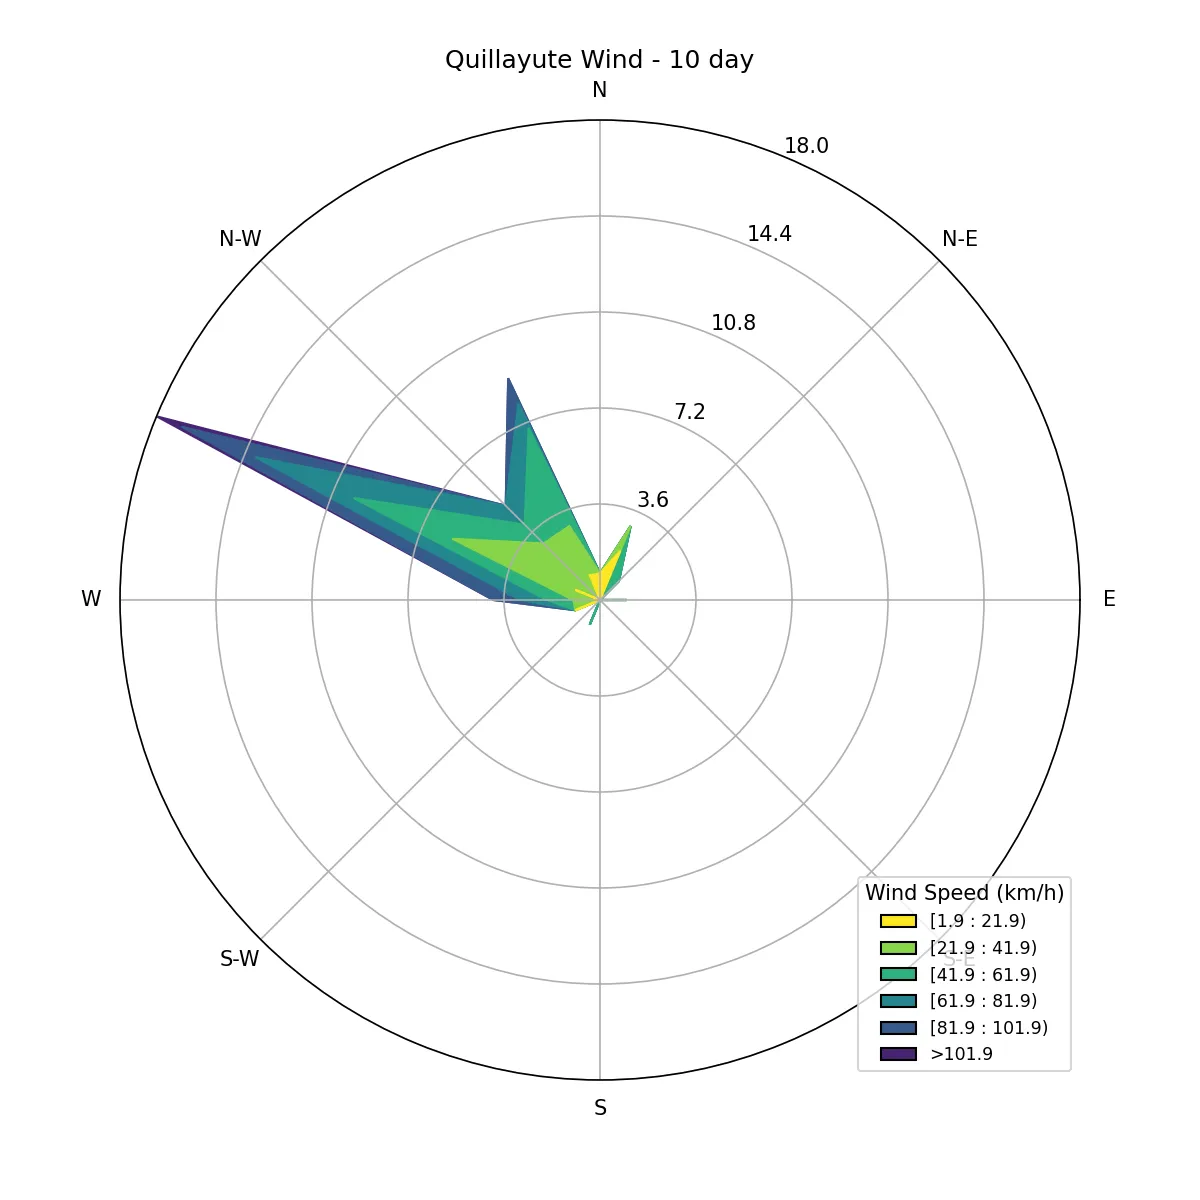 Quillayute Wind - 10 day
N
18.0
14.4
N-W
N-E
10.8
7.2
3.6
W
E
Wind Speed (km/h)
[1.9 : 21.9)
[21.9 : 41.9)
S-W
S-E
[41.9 : 61.9)
[61.9 : 81.9)
[81.9 : 101.9)
>101.9
S